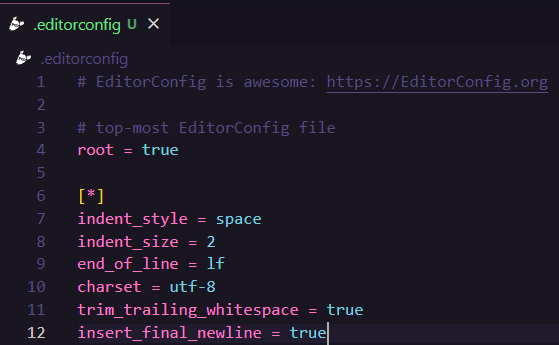 .editorconfig U ×
.editorconfig
1 # EditorConfig is awesome: https://EditorConfig.org
2
3 # top-most EditorConfig file
4 root = true
5
6 [*]
7 indent_style = space
8 indent_size = 2
9 end_of_line = lf
10 charset = utf-8
11 trim_trailing_whitespace = true
12 insert_final_newline = true